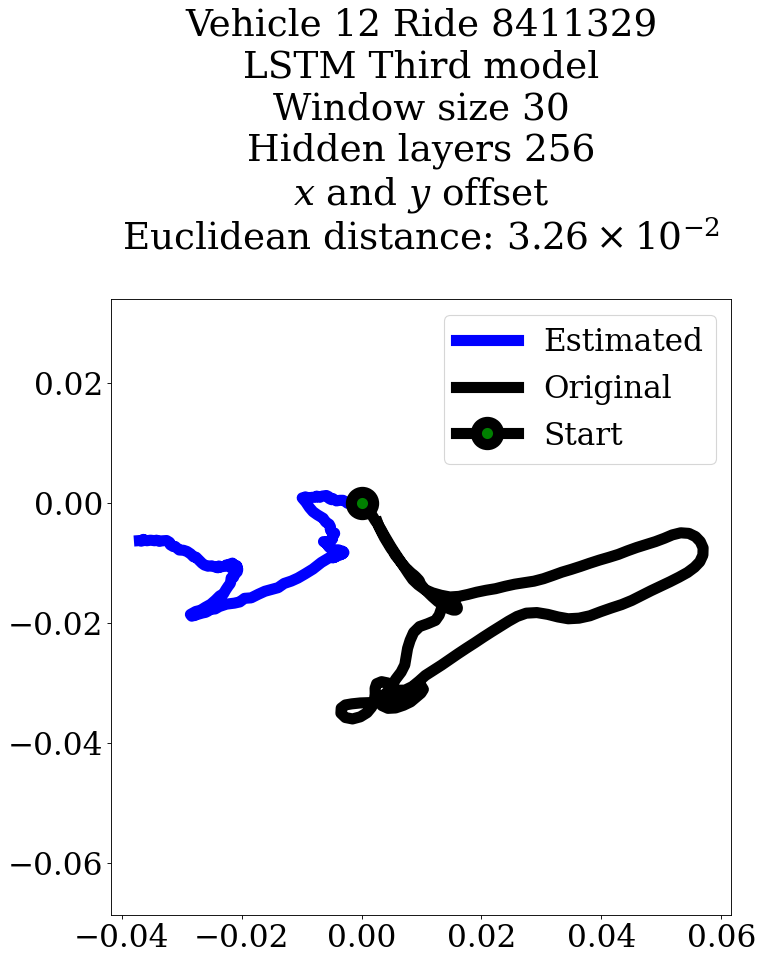 Vehicle 12 Ride 8411329
LSTM Third model
Window size 30
Hidden layers 256
x and y offset
Euclidean distance: 3.26 × 10⁻²
Estimated
Original
Start
0.02
0.00
−0.02
−0.04
−0.06
−0.04 −0.02 0.00 0.02 0.04 0.06